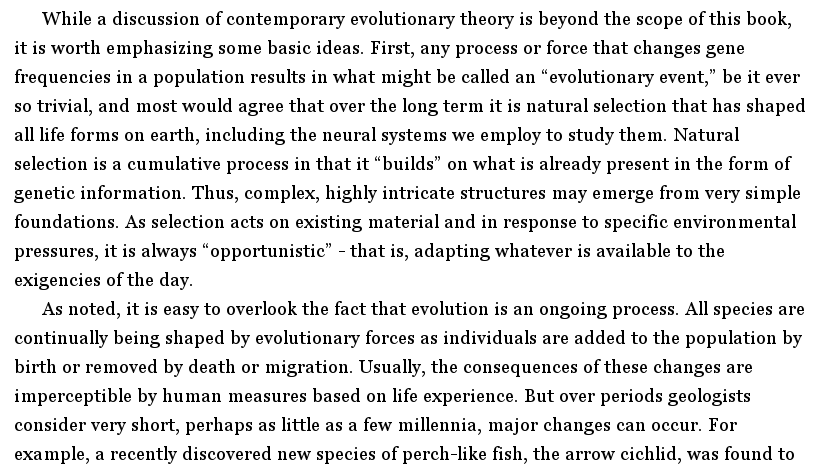 While a discussion of contemporary evolutionary theory is beyond the scope of this book,
it is worth emphasizing some basic ideas. First, any process or force that changes gene
frequencies in a population results in what might be called an “evolutionary event,” be it ever
so trivial, and most would agree that over the long term it is natural selection that has shaped
all life forms on earth, including the neural systems we employ to study them. Natural
selection is a cumulative process in that it “builds” on what is already present in the form of
genetic information. Thus, complex, highly intricate structures may emerge from very simple
foundations. As selection acts on existing material and in response to specific environmental
pressures, it is always “opportunistic” - that is, adapting whatever is available to the
exigencies of the day.
As noted, it is easy to overlook the fact that evolution is an ongoing process. All species are
continually being shaped by evolutionary forces as individuals are added to the population by
birth or removed by death or migration. Usually, the consequences of these changes are
imperceptible by human measures based on life experience. But over periods geologists
consider very short, perhaps as little as a few millennia, major changes can occur. For
example, a recently discovered new species of perch-like fish, the arrow cichlid, was found to